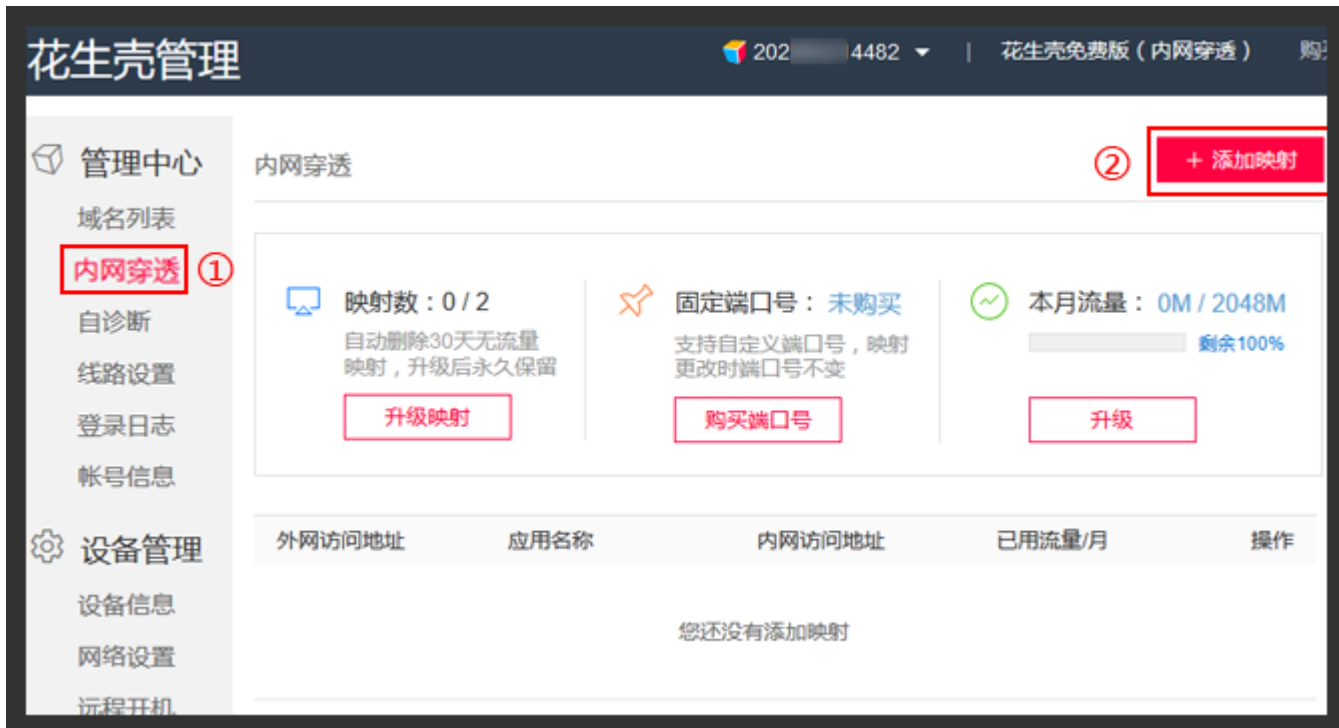 花生壳管理
202 4482 | 花生壳免费版（内网穿透） 购
管理中心
域名列表
内网穿透 ①
自诊断
线路设置
登录日志
帐号信息
设备管理
设备信息
网络设置
远程开机
内网穿透
② + 添加映射
映射数：0 / 2
自动删除30天无流量
映射，升级后永久保留
升级映射
固定端口号：未购买
支持自定义端口号，映射
更改时端口号不变
购买端口号
本月流量：0M / 2048M
剩余100%
升级
外网访问地址 应用名称 内网访问地址 已用流量/月 操作
您还没有添加映射